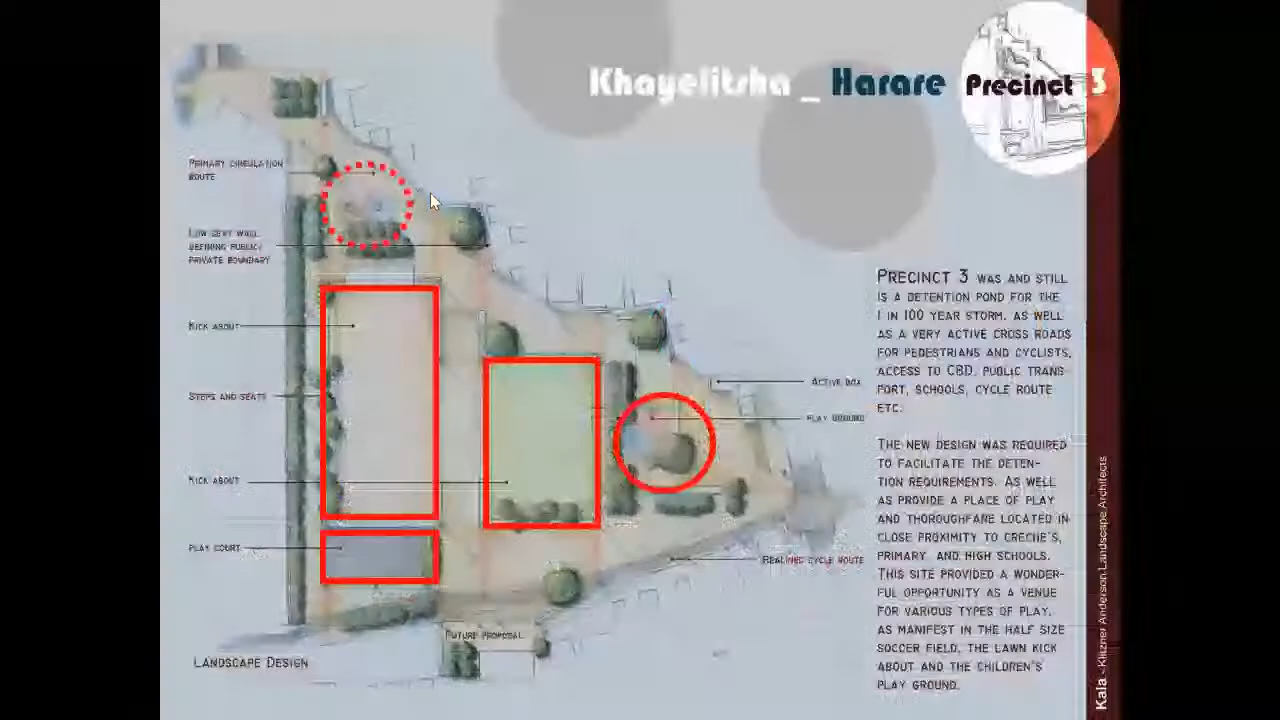 Khayelitsha _ Harare Precinct 3
PRIMARY CIRCULATION
ROUTE
LOW SEAT WALL
DEFINING PUBLIC/
PRIVATE BOUNDARY
KICK ABOUT
STEPS AND SEATS
KICK ABOUT
PLAY COURT
ACTIVE BOX
PLAY GROUND
REALINED CYCLE ROUTE
FUTURE PROPOSAL
LANDSCAPE DESIGN
PRECINCT 3 WAS AND STILL
IS A DETENTION POND FOR THE
1 IN 100 YEAR STORM. AS WELL
AS A VERY ACTIVE CROSS ROADS
FOR PEDESTRIANS AND CYCLISTS,
ACCESS TO CBD, PUBLIC TRANS-
PORT, SCHOOLS, CYCLE ROUTE
ETC.
THE NEW DESIGN WAS REQUIRED
TO FACILITATE THE DETEN-
TION REQUIREMENTS. AS WELL
AS PROVIDE A PLACE OF PLAY
AND THOROUGHFARE LOCATED IN
CLOSE PROXIMITY TO CRECHE'S,
PRIMARY AND HIGH SCHOOLS.
THIS SITE PROVIDED A WONDER-
FUL OPPORTUNITY AS A VENUE
FOR VARIOUS TYPES OF PLAY,
AS MANIFEST IN THE HALF SIZE
SOCCER FIELD, THE LAWN KICK
ABOUT AND THE CHILDREN'S
PLAY GROUND.
Kala - Klitzner Anderson Landscape Architects